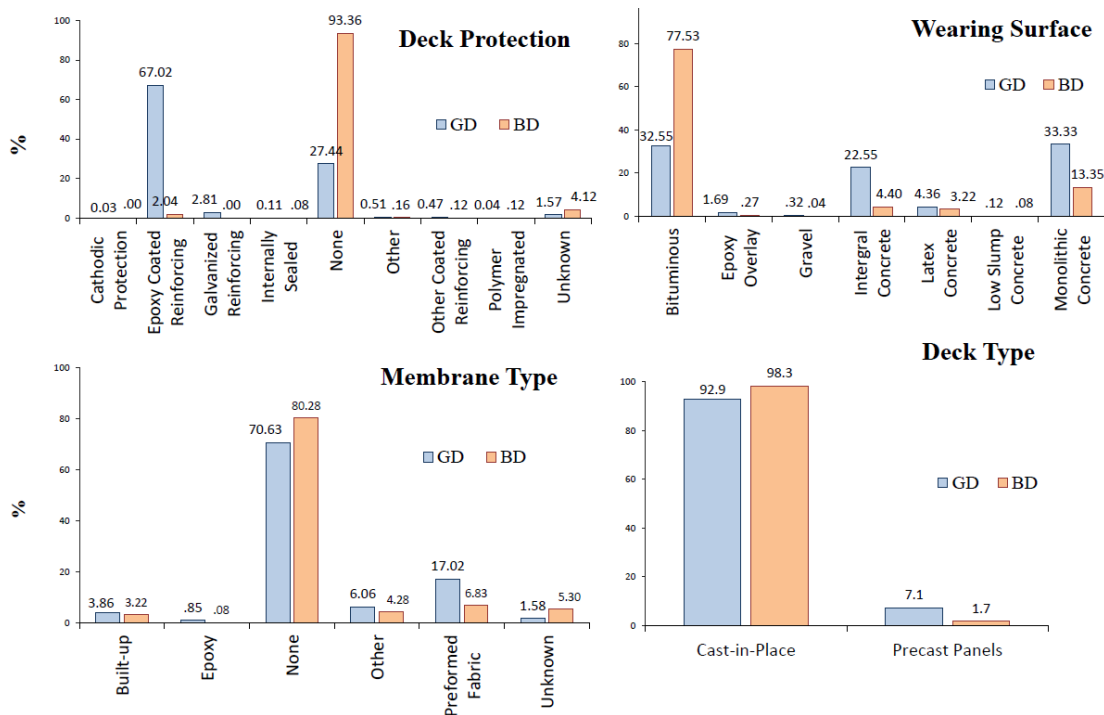 Deck Protection
%
100
80
60
40
20
0
GD BD
0.03 .00 67.02 2.04 2.81 .00 0.11 .08 27.44 93.36 0.51 .16 0.47 .12 0.04 .12 1.57 4.12
Cathodic
Protection
Epoxy Coated
Reinforcing
Galvanized
Reinforcing
Internally
Sealed
None
Other
Other Coated
Reinforcing
Polymer
Impregnated
Unknown
Wearing Surface
80
60
40
20
0
GD BD
32.55 77.53 1.69 .27 .32 .04 22.55 4.40 4.36 3.22 .12 .08 33.33 13.35
Bituminous
Epoxy
Overlay
Gravel
Intergral
Concrete
Latex
Concrete
Low Slump
Concrete
Monolithic
Concrete
Membrane Type
%
100
80
60
40
20
0
GD BD
3.86 3.22 .85 .08 70.63 80.28 6.06 4.28 17.02 6.83 1.58 5.30
Built-up
Epoxy
None
Other
Preformed
Fabric
Unknown
Deck Type
100
80
60
40
20
0
GD BD
92.9 98.3 7.1 1.7
Cast-in-Place Precast Panels